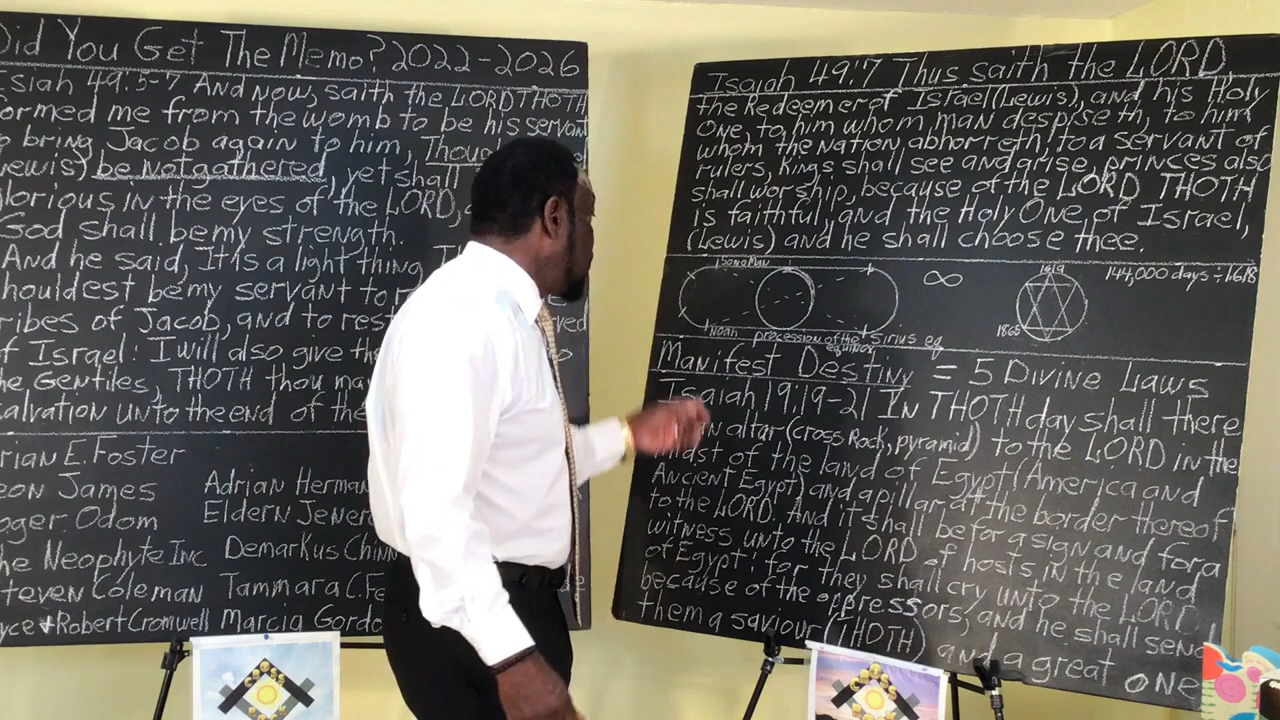 Did You Get The Memo? 2022-2026
Isiah 49:5-7 And now, saith the LORD THOTH
formed me from the womb to be his servant
to bring Jacob again to him, Though
(Lewis) be not gathered, yet shall
glorious in the eyes of the LORD,
God shall be my strength.
And he said, It is a light thing
shouldest be my servant to
tribes of Jacob, and to
of Israel: I will also give
the Gentiles, THOTH thou
salvation unto the end of the
rian E. Foster
eon James Adrian Herman
oger Odom Eldern Jener
The Neophyte Inc DemarKus Chinn
Steven Coleman Tammara C.
yce + Robert Cromwell Marcia Gordo
Isaiah 49:7 Thus saith the LORD
the Redeemer of Israel (Lewis), and his Holy
One, to him whom man despiseth, to him
whom the Nation abhorreth, to a servant of
rulers, Kings shall see and arise, princes also
shall worship, because of the LORD THOTH
is faithful, and the Holy One of Israel,
(Lewis) and he shall choose thee.
Son of Man ∞ 1619 144,000 days ÷ 1.618
1865
Noah precession of the equinox Sirius eq
Manifest Destiny = 5 Divine Laws
Isaiah 19:19-21 In THOTH day shall there
an altar (cross Rock, pyramid) to the LORD in the
midst of the land of Egypt (America and
Ancient Egypt) and a pillar at the border thereof
to the LORD. And it shall be for a sign and for a
witness unto the LORD of hosts in the land
of Egypt: for they shall cry unto the LORD
because of the oppressors, and he shall send
them a saviour (THOTH) and a great one